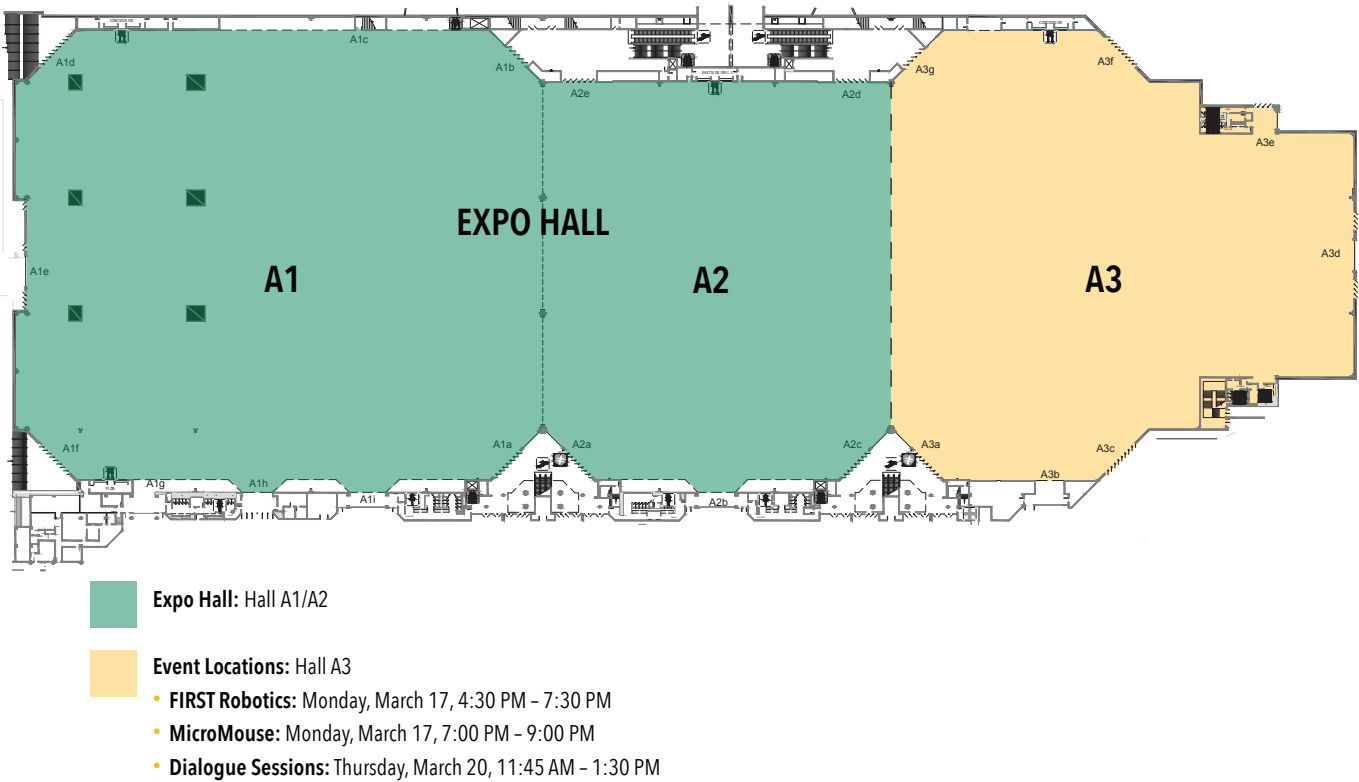 CONCESSION
CONCESSION
A1c
A1d
A1b
A3g
A3f
A2e
A2d
A3e
EXPO HALL
A1e
A1
A2
A3
A3d
A1f
A1a
A2a
A2c
A3a
A3c
A1g
A1h
A1i
A2b
A3b
Expo Hall: Hall A1/A2
Event Locations: Hall A3
• FIRST Robotics: Monday, March 17, 4:30 PM – 7:30 PM
• MicroMouse: Monday, March 17, 7:00 PM – 9:00 PM
• Dialogue Sessions: Thursday, March 20, 11:45 AM – 1:30 PM